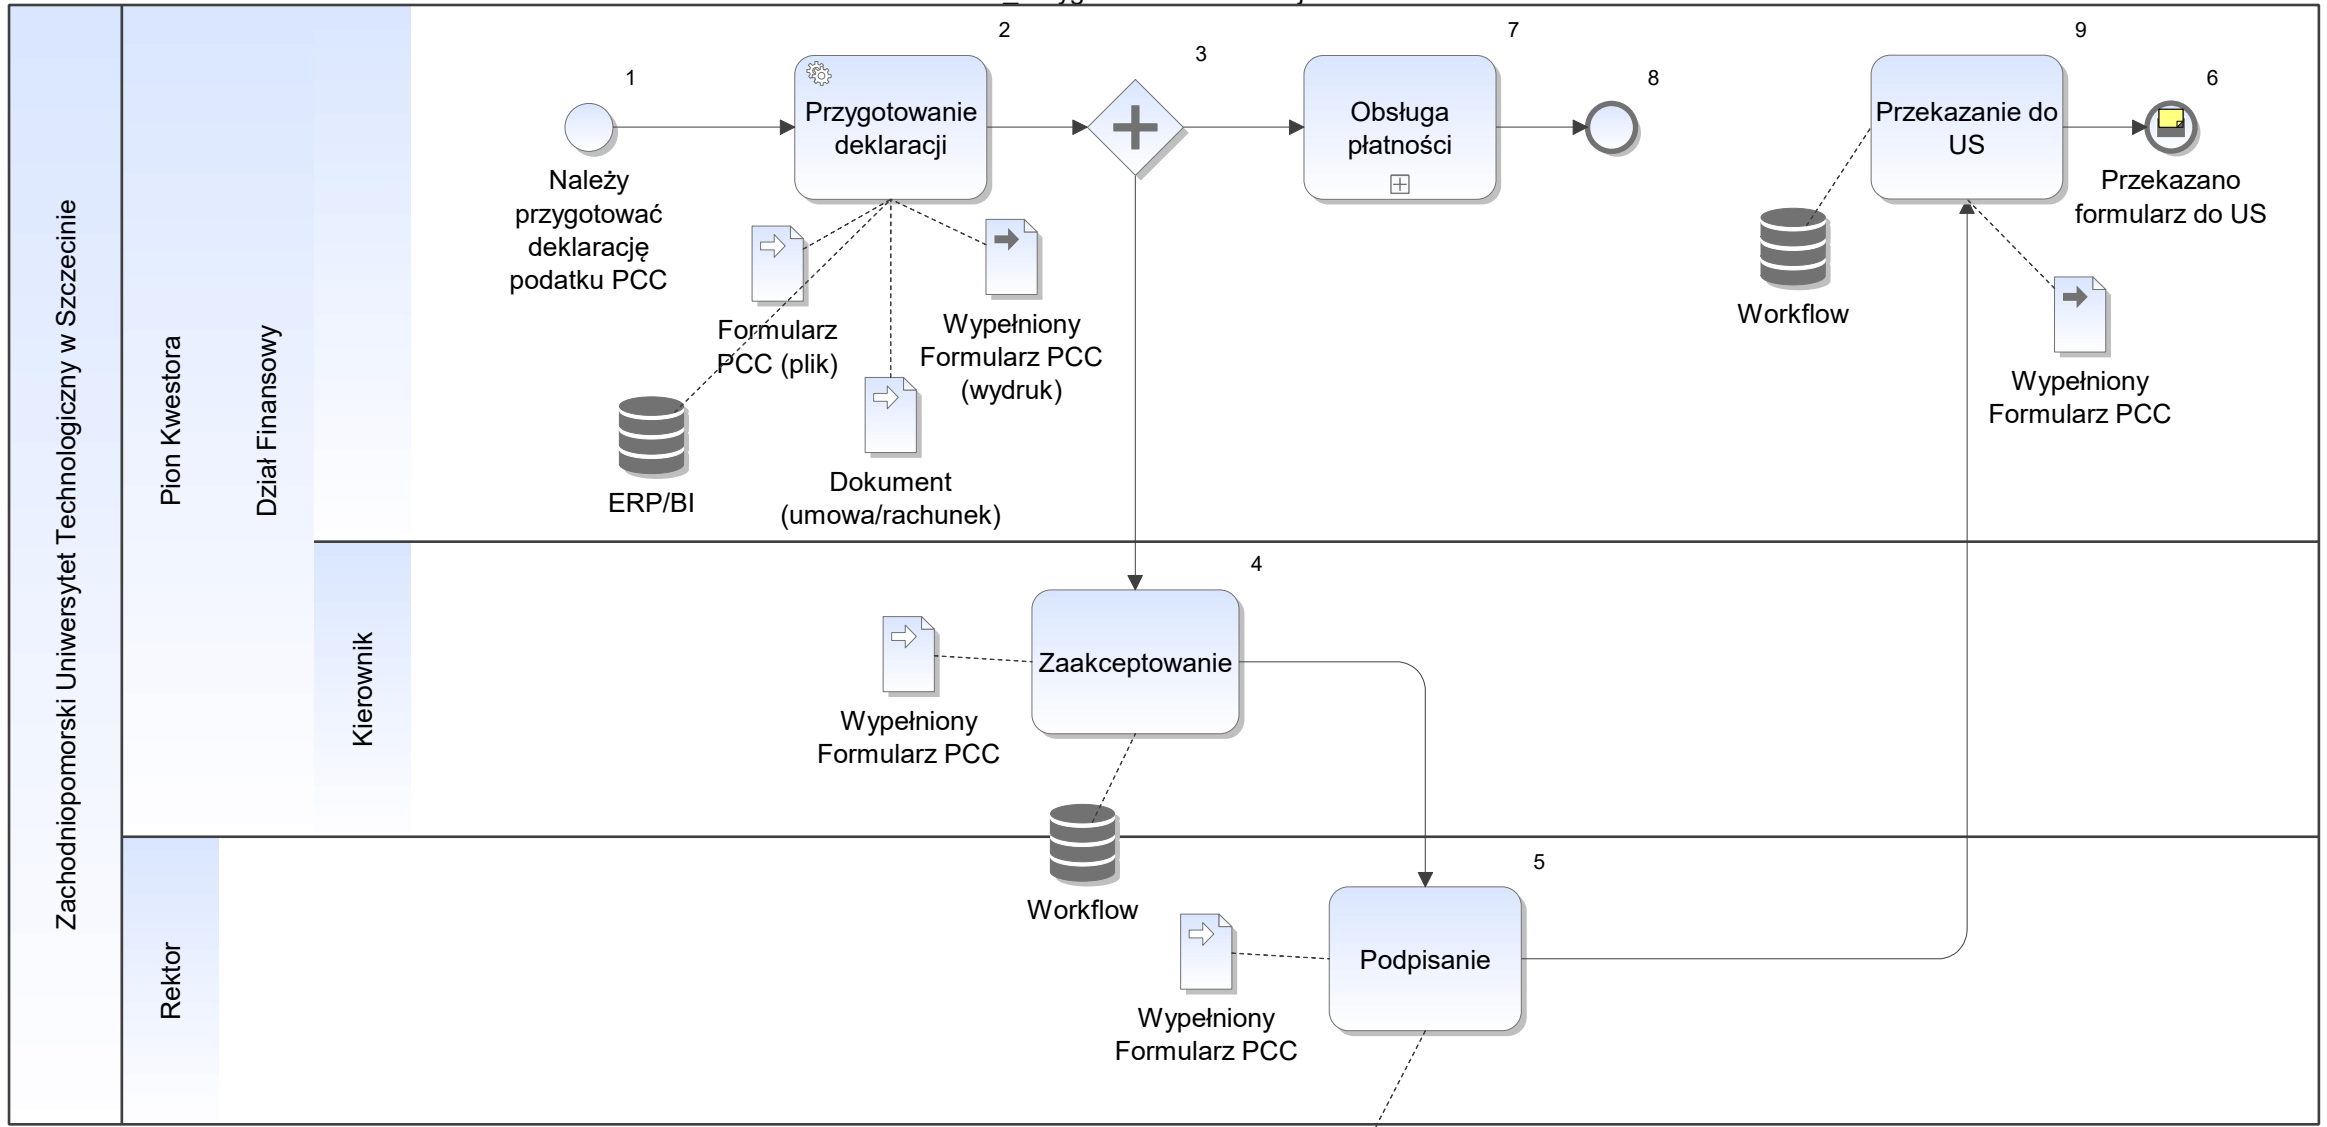 2
7
9
3
1
8
6
Przygotowanie
deklaracji
Obsługa
płatności
Przekazanie do
US
Należy
przygotować
deklarację
podatku PCC
Przekazano
formularz do US
Formularz
PCC (plik)
Wypełniony
Formularz PCC
(wydruk)
Workflow
Wypełniony
Formularz PCC
ERP/BI
Dokument
(umowa/rachunek)
Zachodniopomorski Uniwersytet Technologiczny w Szczecinie
Pion Kwestora
Dział Finansowy
Kierownik
4
Zaakceptowanie
Wypełniony
Formularz PCC
Workflow
Rektor
5
Podpisanie
Wypełniony
Formularz PCC